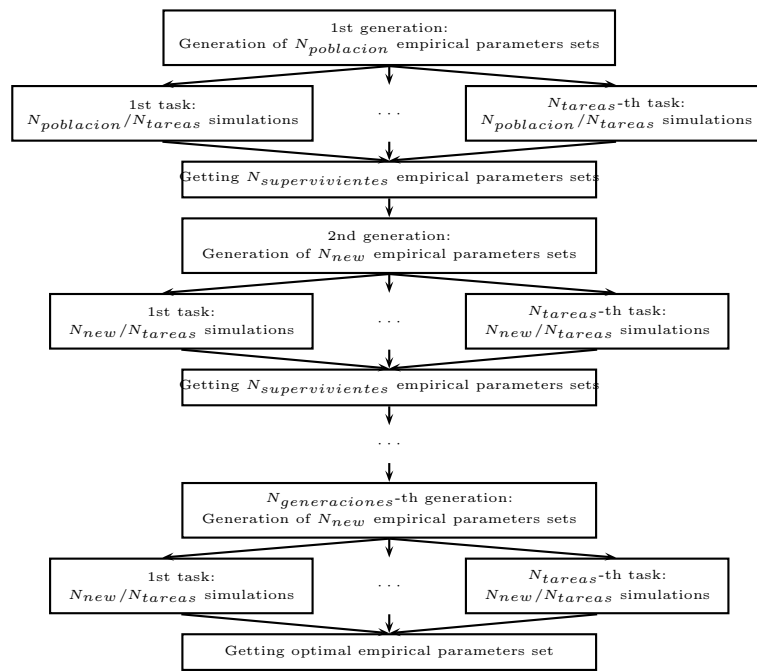 1st generation:
Generation of N_poblacion empirical parameters sets
1st task:
N_poblacion/N_tareas simulations
...
N_tareas-th task:
N_poblacion/N_tareas simulations
Getting N_supervivientes empirical parameters sets
2nd generation:
Generation of N_new empirical parameters sets
1st task:
N_new/N_tareas simulations
...
N_tareas-th task:
N_new/N_tareas simulations
Getting N_supervivientes empirical parameters sets
...
N_generaciones-th generation:
Generation of N_new empirical parameters sets
1st task:
N_new/N_tareas simulations
...
N_tareas-th task:
N_new/N_tareas simulations
Getting optimal empirical parameters set